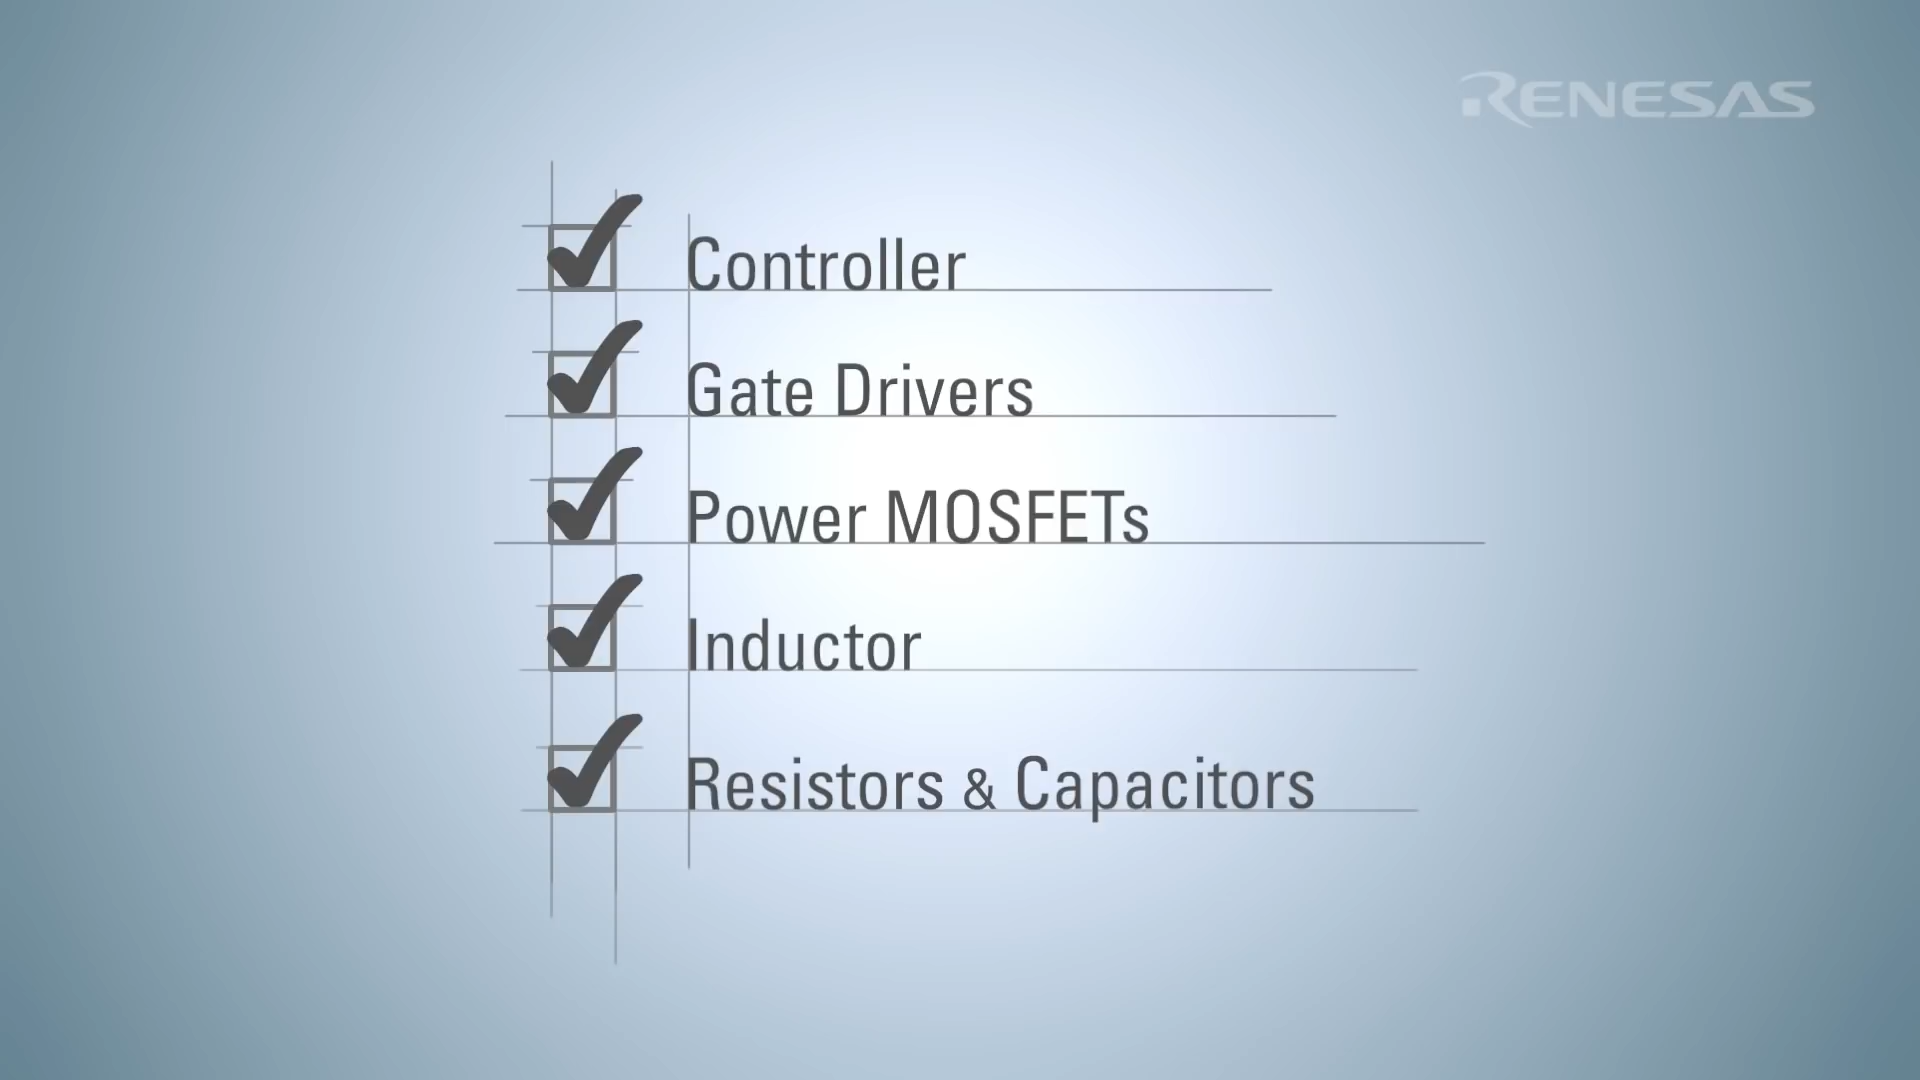 RENESAS
Controller
Gate Drivers
Power MOSFETs
Inductor
Resistors & Capacitors